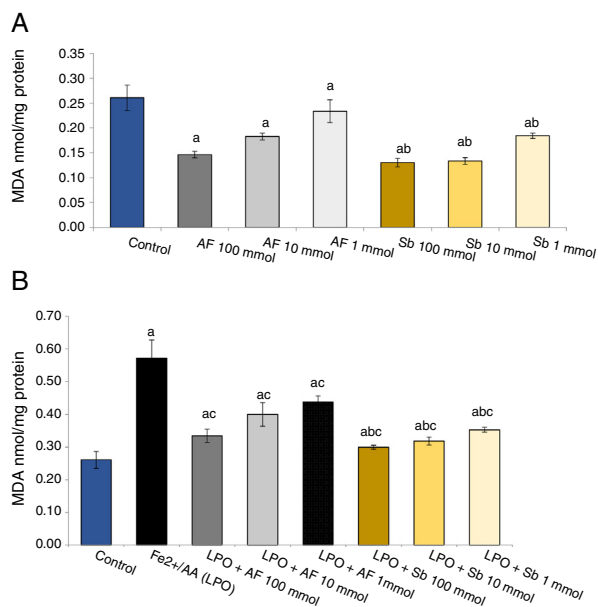 A
MDA nmol/mg protein
0.35
0.30
0.25
0.20
0.15
0.10
0.05
0.00
a
a
a
ab
ab
ab
Control
AF 100 mmol
AF 10 mmol
AF 1 mmol
Sb 100 mmol
Sb 10 mmol
Sb 1 mmol
B
MDA nmol/mg protein
0.70
0.60
0.50
0.40
0.30
0.20
0.10
0.00
a
ac
ac
ac
abc
abc
abc
Control
Fe2+/AA (LPO)
LPO + AF 100 mmol
LPO + AF 10 mmol
LPO + AF 1mmol
LPO + Sb 100 mmol
LPO + Sb 10 mmol
LPO + Sb 1 mmol